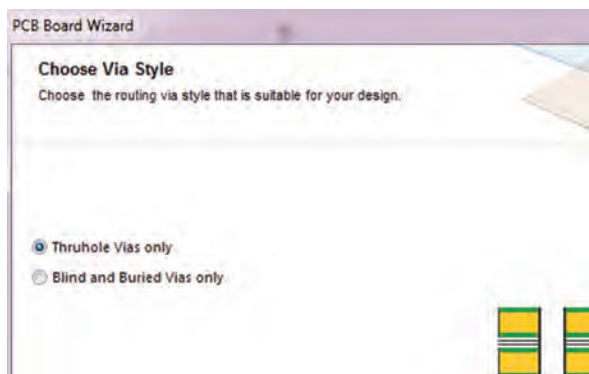 PCB Board Wizard
Choose Via Style
Choose the routing via style that is suitable for your design.
Thruhole Vias only
Blind and Buried Vias only